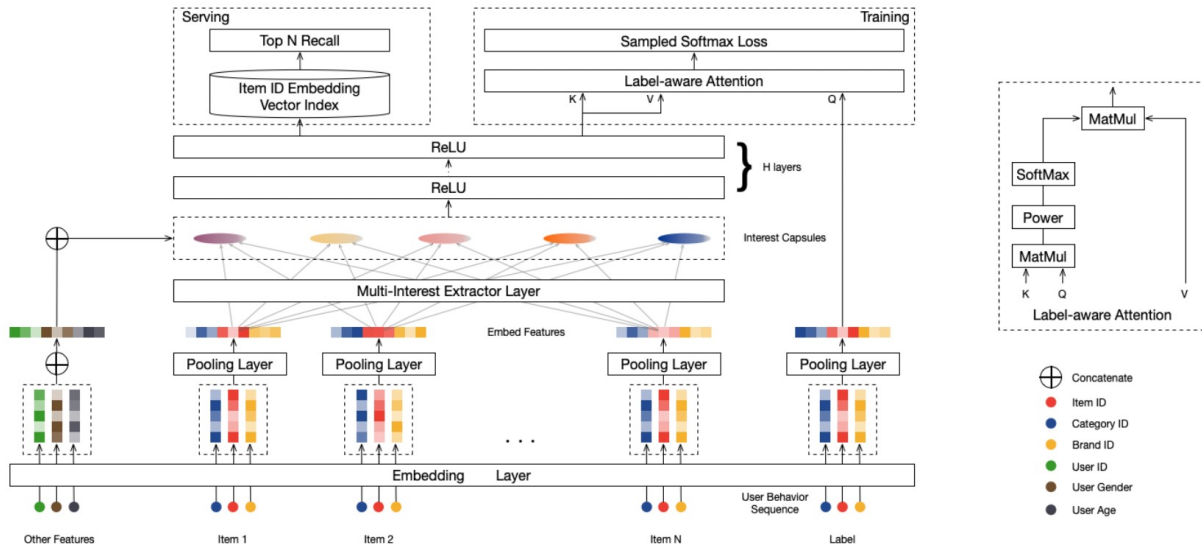 Serving
Top N Recall
Item ID Embedding
Vector Index
Training
Sampled Softmax Loss
Label-aware Attention
K
V
Q
ReLU
ReLU
H layers
Interest Capsules
Multi-Interest Extractor Layer
Embed Features
Pooling Layer
Pooling Layer
Pooling Layer
Pooling Layer
. . .
Embedding Layer
User Behavior
Sequence
Other Features
Item 1
Item 2
Item N
Label
MatMul
SoftMax
Power
MatMul
K
Q
V
Label-aware Attention
Concatenate
Item ID
Category ID
Brand ID
User ID
User Gender
User Age